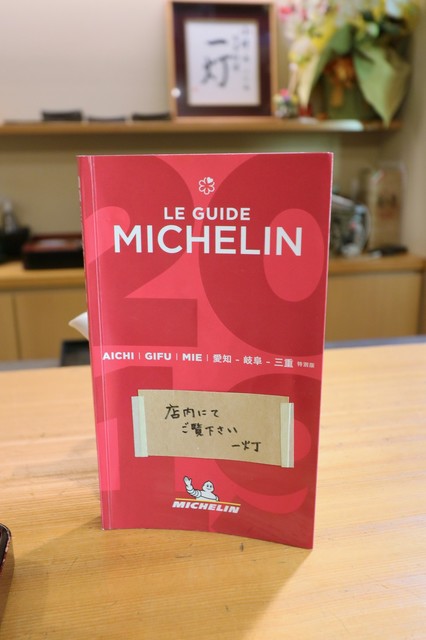 一灯
LE GUIDE
MICHELIN
2019
AICHI | GIFU | MIE | 愛知 - 岐阜 - 三重 特別版
店内にて
ご覧下さい
一灯
MICHELIN